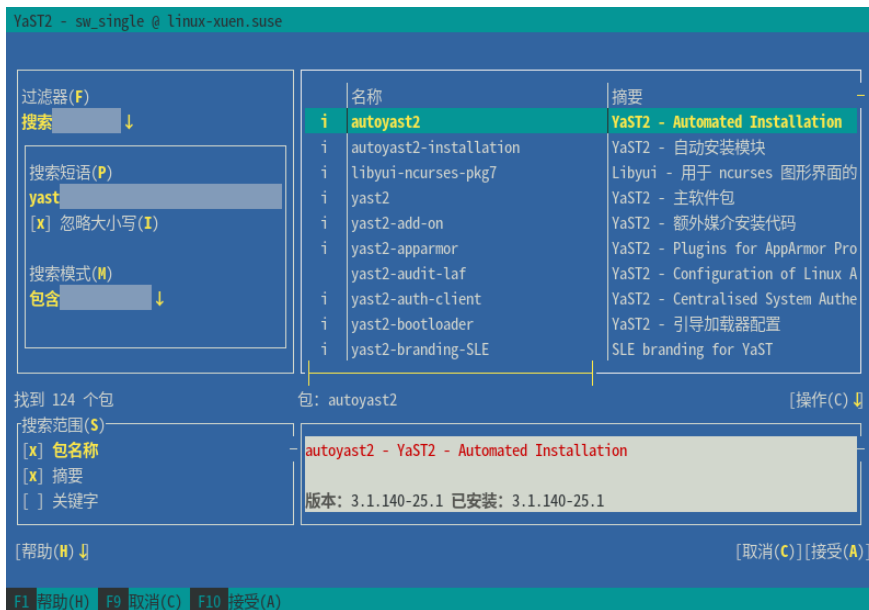 YaST2 - sw_single @ linux-xuen.suse
过滤器(F)
搜索 ↓
搜索短语(P)
yast
[x] 忽略大小写(I)
搜索模式(M)
包含 ↓
名称 摘要
i autoyast2 YaST2 - Automated Installation
i autoyast2-installation YaST2 - 自动安装模块
i libyui-ncurses-pkg7 Libyui - 用于 ncurses 图形界面的
i yast2 YaST2 - 主软件包
i yast2-add-on YaST2 - 额外媒介安装代码
i yast2-apparmor YaST2 - Plugins for AppArmor Pro
yast2-audit-laf YaST2 - Configuration of Linux A
i yast2-auth-client YaST2 - Centralised System Authe
i yast2-bootloader YaST2 - 引导加载器配置
i yast2-branding-SLE SLE branding for YaST
找到 124 个包
包: autoyast2 [操作(C)↓]
搜索范围(S)
[x] 包名称
[x] 摘要
[ ] 关键字
autoyast2 - YaST2 - Automated Installation
版本: 3.1.140-25.1 已安装: 3.1.140-25.1
[帮助(H)↓] [取消(C)][接受(A)]
F1 帮助(H) F9 取消(C) F10 接受(A)